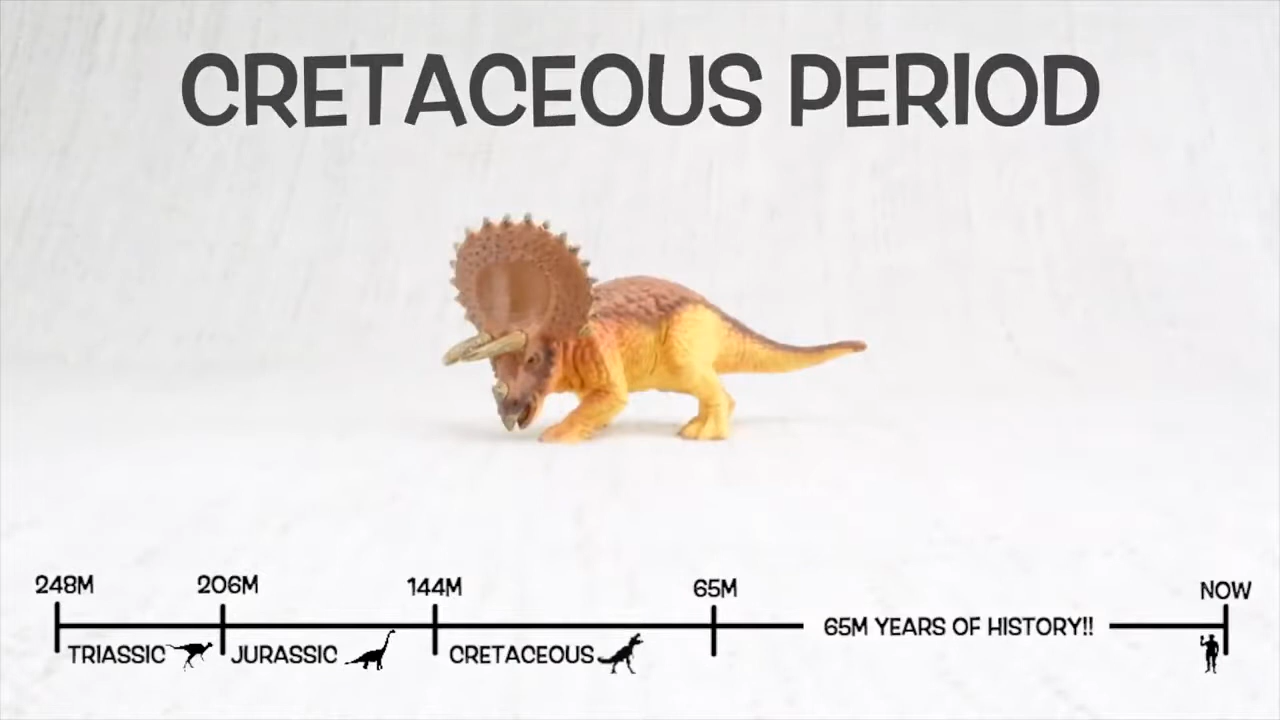 CRETACEOUS PERIOD
248M 206M 144M 65M NOW
65M YEARS OF HISTORY!!
TRIASSIC JURASSIC CRETACEOUS